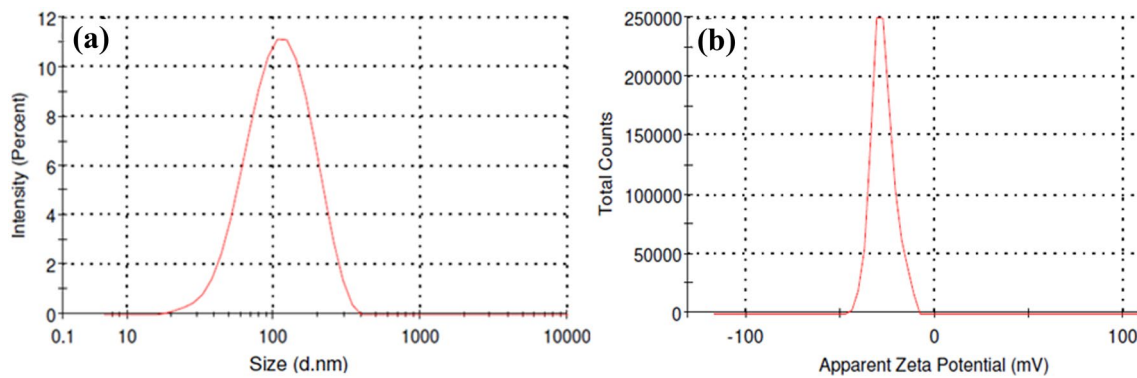 (a)
12
10
8
6
4
2
0
0.1 10 100 1000 10000
Intensity (Percent)
Size (d.nm)
(b)
250000
200000
150000
100000
50000
0
-100 0 100
Total Counts
Apparent Zeta Potential (mV)